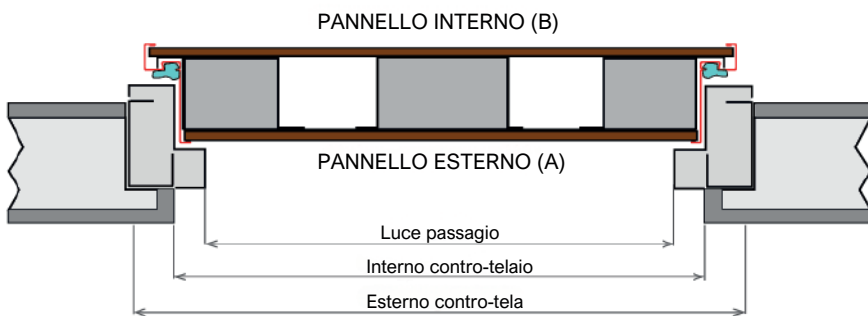 PANNELLO INTERNO (B)
PANNELLO ESTERNO (A)
Luce passagio
Interno contro-telaio
Esterno contro-tela